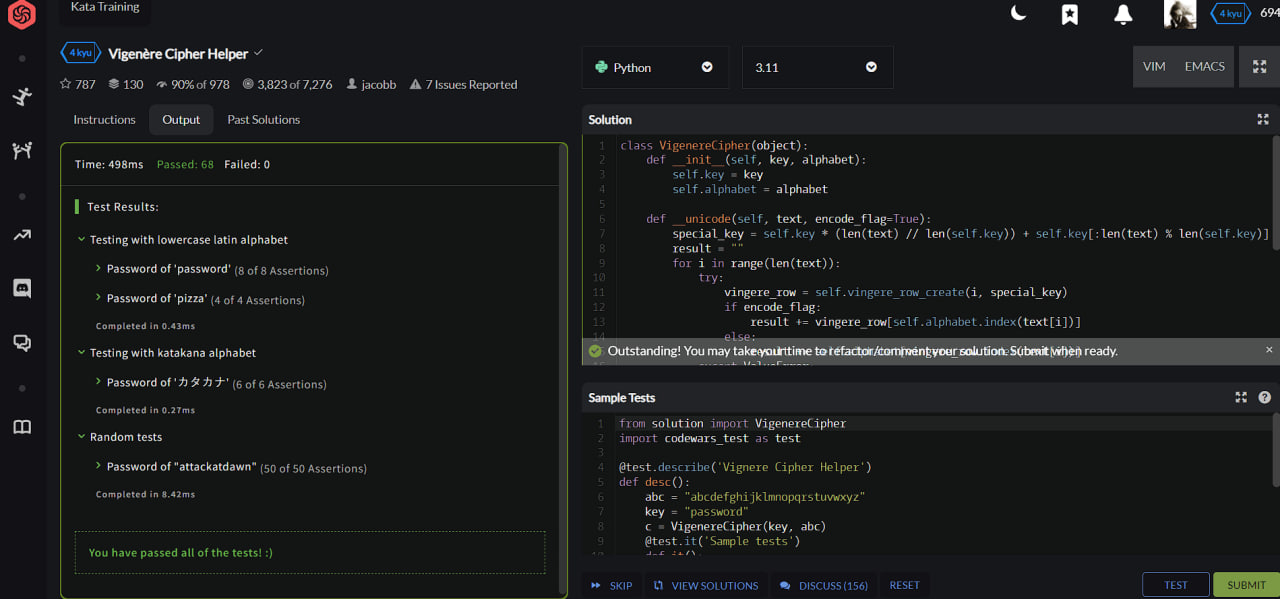 Kata Training
4 kyu
694
4 kyu Vigenère Cipher Helper
787 130 90% of 978 3,823 of 7,276 jacobb 7 Issues Reported
Instructions Output Past Solutions
Time: 498ms Passed: 68 Failed: 0
Test Results:
Testing with lowercase latin alphabet
Password of 'password' (8 of 8 Assertions)
Password of 'pizza' (4 of 4 Assertions)
Completed in 0.43ms
Testing with katakana alphabet
Password of 'カタカナ' (6 of 6 Assertions)
Completed in 0.27ms
Random tests
Password of "attackatdawn" (50 of 50 Assertions)
Completed in 8.42ms
You have passed all of the tests! :)
Python 3.11 VIM EMACS
Solution
1 class VigenereCipher(object):
2 def __init__(self, key, alphabet):
3 self.key = key
4 self.alphabet = alphabet
5
6 def __unicode(self, text, encode_flag=True):
7 special_key = self.key * (len(text) // len(self.key)) + self.key[:len(text) % len(self.key)]
8 result = ""
9 for i in range(len(text)):
10 try:
11 vingere_row = self.vingere_row_create(i, special_key)
12 if encode_flag:
13 result += vingere_row[self.alphabet.index(text[i])]
14 else:
Outstanding! You may take your time to refactor/comment your solution. Submit when ready.
Sample Tests
1 from solution import VigenereCipher
2 import codewars_test as test
3
4 @test.describe('Vignere Cipher Helper')
5 def desc():
6 abc = "abcdefghijklmnopqrstuvwxyz"
7 key = "password"
8 c = VigenereCipher(key, abc)
9 @test.it('Sample tests')
10 def it():
SKIP VIEW SOLUTIONS DISCUSS (156) RESET TEST SUBMIT